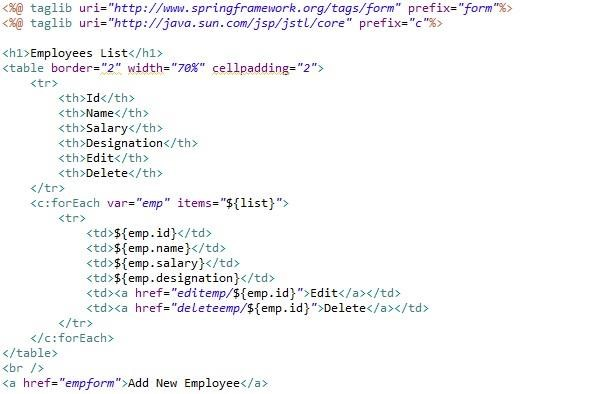 <%@ taglib uri="http://www.springframework.org/tags/form" prefix="form"%>
<%@ taglib uri="http://java.sun.com/jsp/jstl/core" prefix="c"%>
<h1>Employees List</h1>
<table border="2" width="70%" cellpadding="2">
<tr>
<th>Id</th>
<th>Name</th>
<th>Salary</th>
<th>Designation</th>
<th>Edit</th>
<th>Delete</th>
</tr>
<c:forEach var="emp" items="${list}">
<tr>
<td>${emp.id}</td>
<td>${emp.name}</td>
<td>${emp.salary}</td>
<td>${emp.designation}</td>
<td><a href="editemp/${emp.id}">Edit</a></td>
<td><a href="deleteemp/${emp.id}">Delete</a></td>
</tr>
</c:forEach>
</table>
<br />
<a href="empform">Add New Employee</a>